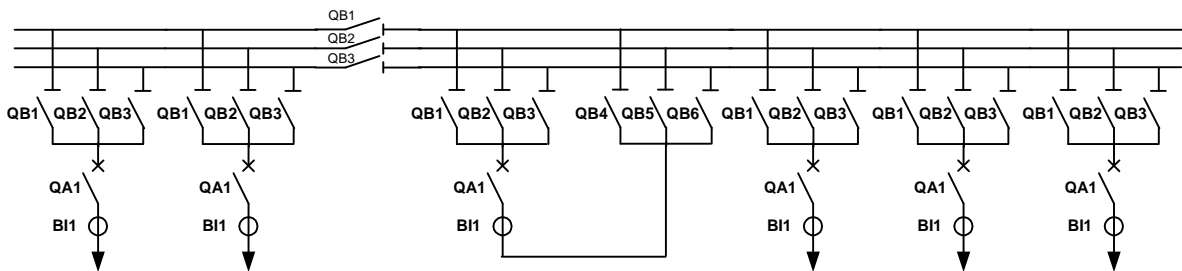 QB1
QB2
QB3
QB1 QB2 QB3 QB1 QB2 QB3 QB1 QB2 QB3 QB4 QB5 QB6 QB1 QB2 QB3 QB1 QB2 QB3 QB1 QB2 QB3
QA1 QA1 QA1 QA1 QA1 QA1
BI1 BI1 BI1 BI1 BI1 BI1